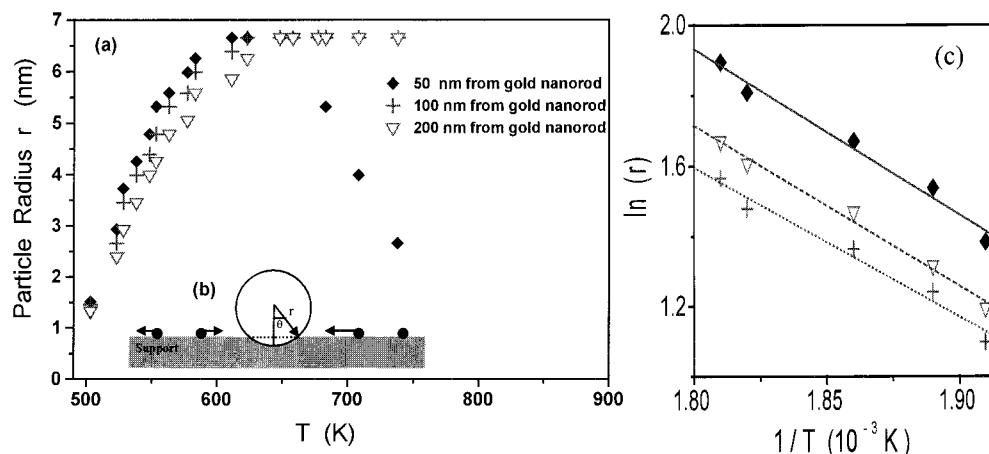 7
6
5
4
3
2
1
0
Particle Radius r (nm)
(a)
◆ 50 nm from gold nanorod
+ 100 nm from gold nanorod
▽ 200 nm from gold nanorod
(b)
r
θ
Support
500 600 700 800 900
T (K)
2.0
1.6
1.2
1.0
ln (r)
(c)
1.80 1.85 1.90
1/T (10⁻³ K)